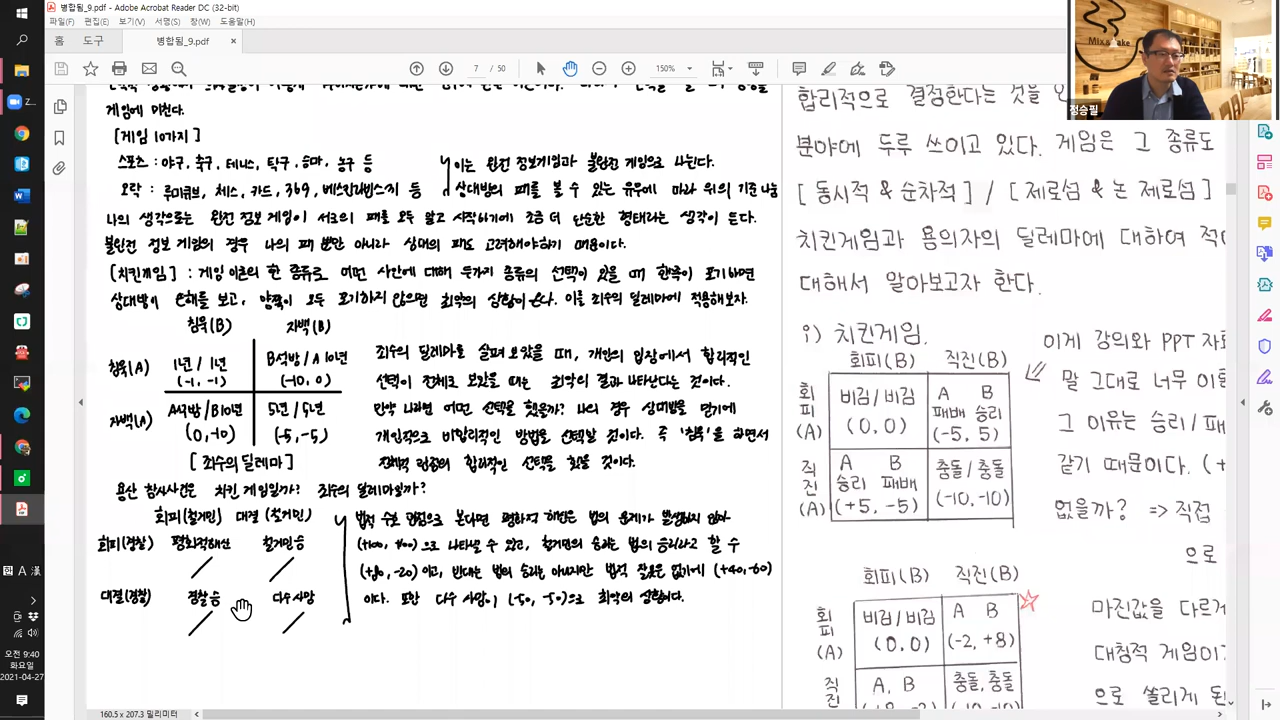 병합됨_9.pdf - Adobe Acrobat Reader DC (32-bit)
파일(F) 편집(E) 보기(V) 서명(S) 창(W) 도움말(H)
홈 도구 병합됨_9.pdf ×
7 / 50 150%
게임에 미친다.
[게임 10가지]
스포츠 : 야구, 축구, 테니스, 탁구, 승마, 농구 등
이는 완전 정보게임과 불완전 게임으로 나뉜다.
오락 : 루미큐브, 체스, 카드, 369, 베스킨라빈스지 등
상대방의 패를 볼 수 있는 유무에 따라 위의 기준 나눔
나의 생각으로는 완전 정보 게임이 서로의 패를 모두 알고 시작하기에 조금 더 단순한 형태라는 생각이 든다.
불완전 정보 게임의 경우 나의 패 뿐만 아니라 상대의 패도 고려해야하기 때문이다.
[치킨게임] : 게임 이론의 한 종류로 어떤 사안에 대해 두가지 종류의 선택이 있을 때 한쪽이 포기하면
상대방이 손해를 보고, 양쪽이 모두 포기하지 않으면 최악의 상황이 온다. 이를 죄수의 딜레마에 적용해보자.
침묵(B) 자백(B)
침묵(A) 1년 / 1년 B석방 / A 10년
(-1, -1) (-10, 0)
자백(A) A석방 / B10년 5년 / 5년
(0, -10) (-5, -5)
[죄수의 딜레마]
죄수의 딜레마를 살펴 보았을 때, 개인의 입장에서 합리적인
선택이 전체로 보았을 때는 최악의 결과 나타난다는 것이다.
만약 나라면 어떤 선택을 했을까? 나의 경우 상대방을 믿기에
개인적으로 비합리적인 방법을 선택할 것이다. 즉 '침묵'을 하면서
전체적 입장의 합리적인 선택을 했을 것이다.
용산 참사사건은 치킨 게임일까? 죄수의 딜레마일까?
회피(철거민) 대결(철거민)
회피(경찰) 평화적해산 철거민 승
대결(경찰) 경찰 승 다수 사망
법적 수호 관점으로 본다면 평화적 해산은 법의 문제가 발생하지 않아
(+100, +100) 으로 나타낼 수 있고, 철거민의 승리는 법의 승리라고 할 수
(+80, -20) 이고, 반대는 법의 승리는 아니지만 법적 잘못은 없기에 (+40, -60)
이다. 또한 다수 사망이 (-50, -50)으로 최악의 상황이다.
합리적으로 결정한다는 것을
분야에 두루 쓰이고 있다. 게임은 그 종류도
[동시적 & 순차적] / [제로섬 & 논 제로섬]
치킨게임과 용의자의 딜레마에 대하여
대해서 알아보고자 한다.
i) 치킨게임.
회피(B) 직진(B)
회피(A) 비김/비김 A B
(0, 0) 패배 승리
(-5, 5)
직진(A) A B 충돌/충돌
승리 패배 (-10, -10)
(+5, -5)
이게 강의와 PPT
말 그대로 너무
그 이유는 승리/
같기 때문이다. (+
없을까? => 직접
으로
회피(B) 직진(B)
회피(A) 비김/비김 A B
(0, 0) (-2, +8)
직진 A, B 충돌, 충돌
마진값을 다르게
대칭적 게임이
으로 쏠리게 된
정승필
Mix&Bake
한 A 漢
오전 9:40
화요일
2021-04-27
160.5 x 207.3 밀리미터